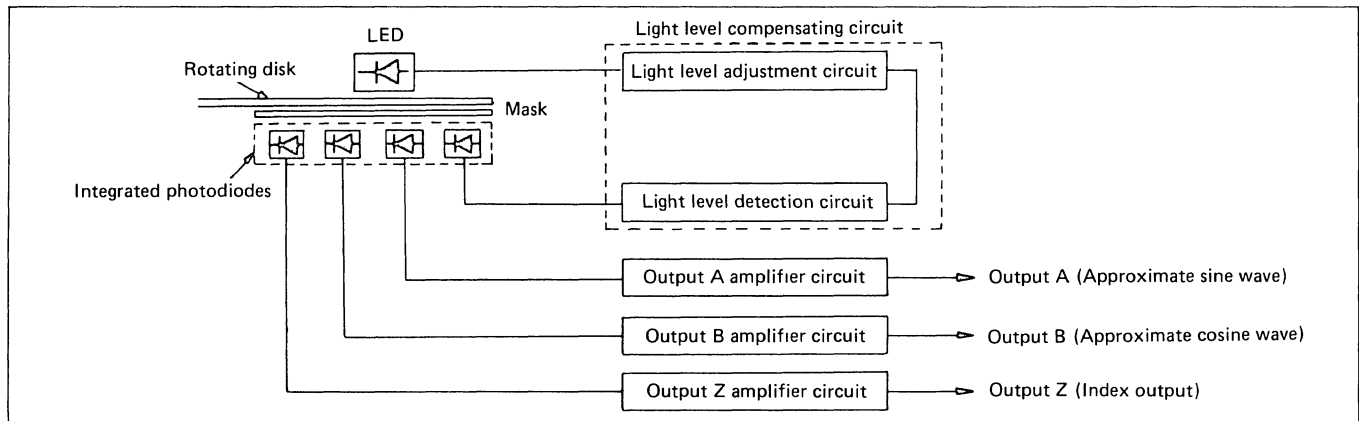 LED
Light level compensating circuit
Rotating disk
Light level adjustment circuit
Mask
Integrated photodiodes
Light level detection circuit
Output A amplifier circuit
Output A (Approximate sine wave)
Output B amplifier circuit
Output B (Approximate cosine wave)
Output Z amplifier circuit
Output Z (Index output)